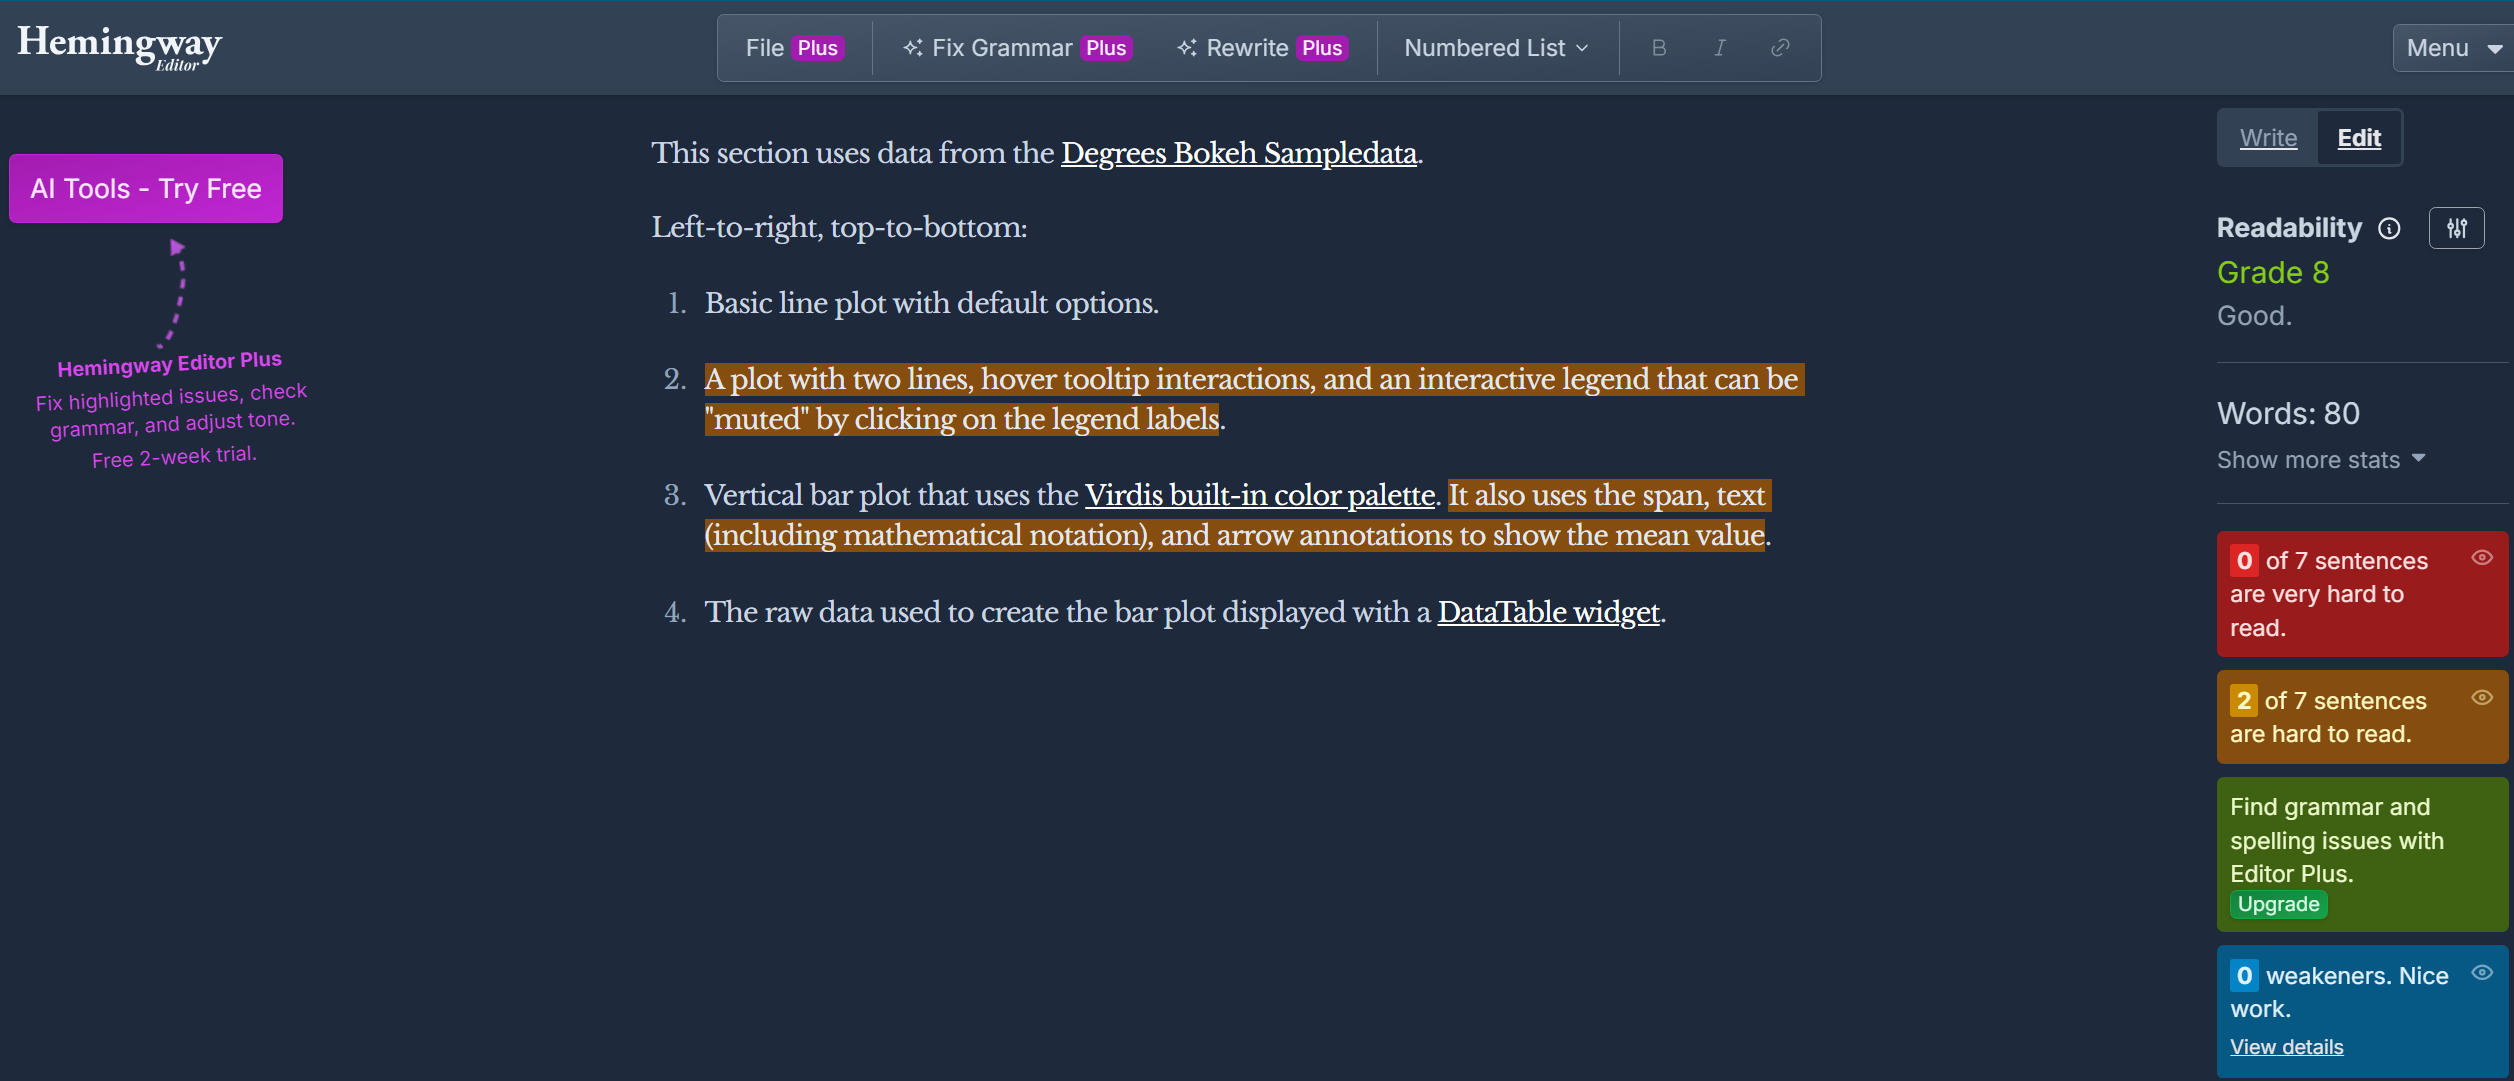 Hemingway
Editor
File Plus
Fix Grammar Plus
Rewrite Plus
Numbered List
B
I
Menu
AI Tools - Try Free
Hemingway Editor Plus
Fix highlighted issues, check
grammar, and adjust tone.
Free 2-week trial.
This section uses data from the Degrees Bokeh Sampledata.
Left-to-right, top-to-bottom:
1. Basic line plot with default options.
2. A plot with two lines, hover tooltip interactions, and an interactive legend that can be
"muted" by clicking on the legend labels.
3. Vertical bar plot that uses the Virdis built-in color palette. It also uses the span, text
(including mathematical notation), and arrow annotations to show the mean value.
4. The raw data used to create the bar plot displayed with a DataTable widget.
Write Edit
Readability
Grade 8
Good.
Words: 80
Show more stats
0 of 7 sentences
are very hard to
read.
2 of 7 sentences
are hard to read.
Find grammar and
spelling issues with
Editor Plus.
Upgrade
0 weakeners. Nice
work.
View details